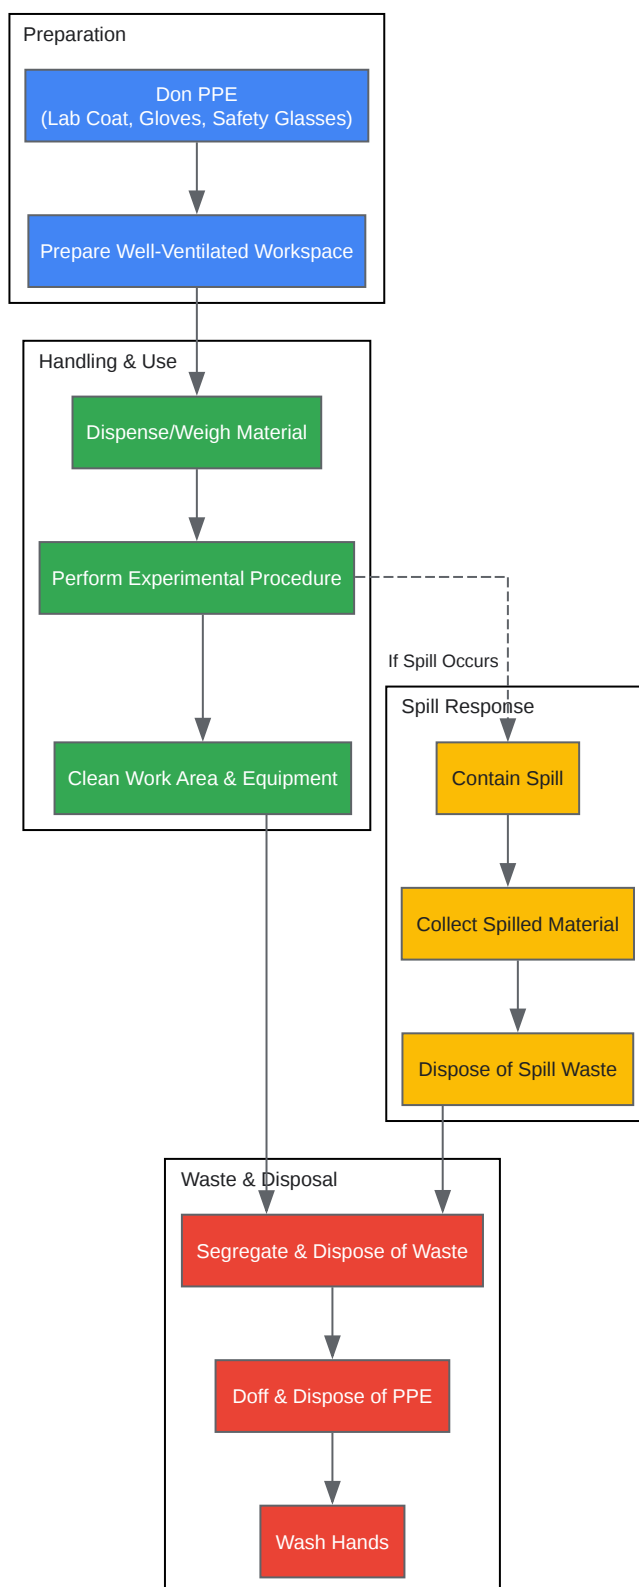 Preparation
Don PPE
(Lab Coat, Gloves, Safety Glasses)
Prepare Well-Ventilated Workspace
Handling & Use
Dispense/Weigh Material
Perform Experimental Procedure
If Spill Occurs
Spill Response
Clean Work Area & Equipment
Contain Spill
Collect Spilled Material
Dispose of Spill Waste
Waste & Disposal
Segregate & Dispose of Waste
Doff & Dispose of PPE
Wash Hands